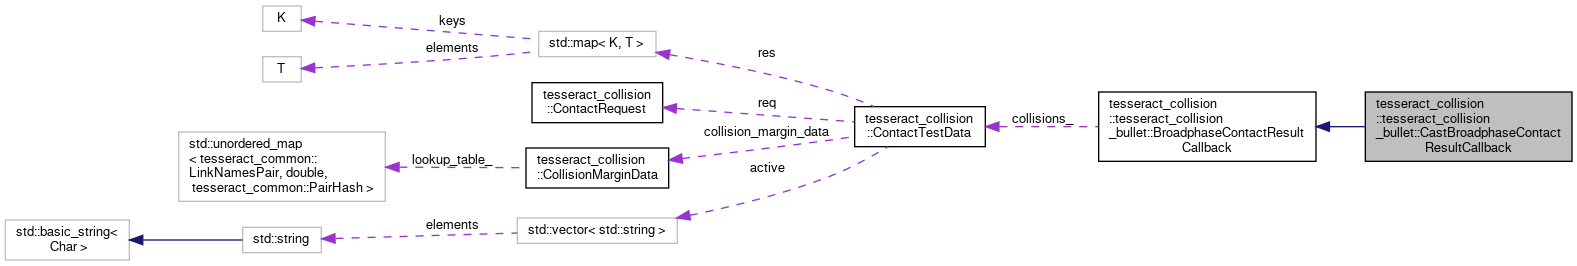 K
keys
T
elements
std::map< K, T >
res
tesseract_collision
::ContactRequest
req
std::unordered_map
< tesseract_common::
LinkNamesPair, double,
tesseract_common::PairHash >
lookup_table_
tesseract_collision
::CollisionMarginData
collision_margin_data
active
tesseract_collision
::ContactTestData
collisions_
tesseract_collision
::tesseract_collision
_bullet::BroadphaseContactResult
Callback
tesseract_collision
::tesseract_collision
_bullet::CastBroadphaseContact
ResultCallback
std::basic_string<
Char >
std::string
elements
std::vector< std::string >